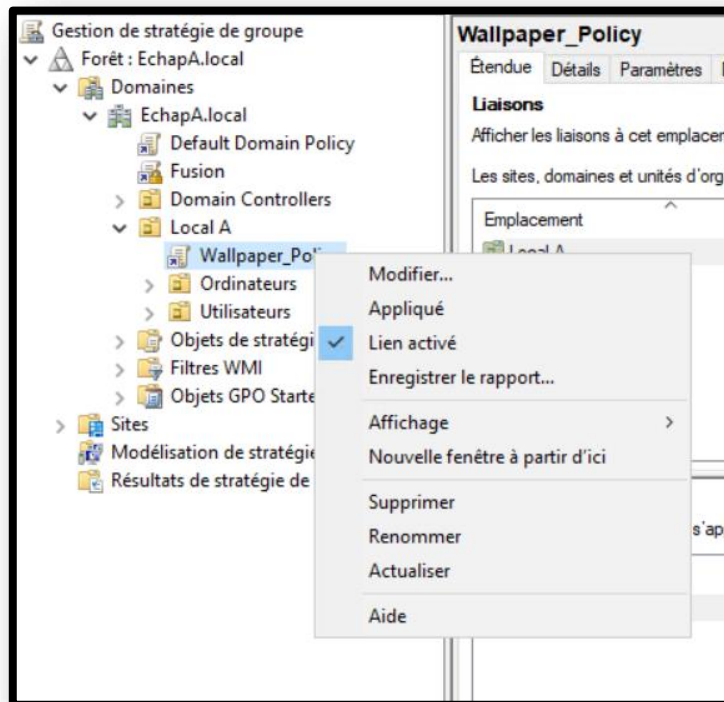 Gestion de stratégie de groupe
Forêt : EchapA.local
Domaines
EchapA.local
Default Domain Policy
Fusion
Domain Controllers
Local A
Wallpaper_Pol
Ordinateurs
Utilisateurs
Objets de stratégi
Filtres WMI
Objets GPO Starte
Sites
Modélisation de stratégie
Résultats de stratégie de
Wallpaper_Policy
Étendue Détails Paramètres
Liaisons
Afficher les liaisons à cet emplacem
Les sites, domaines et unités d'org
Emplacement
Local A
Modifier...
Appliqué
Lien activé
Enregistrer le rapport...
Affichage
Nouvelle fenêtre à partir d'ici
Supprimer
Renommer
Actualiser
Aide
s'ap